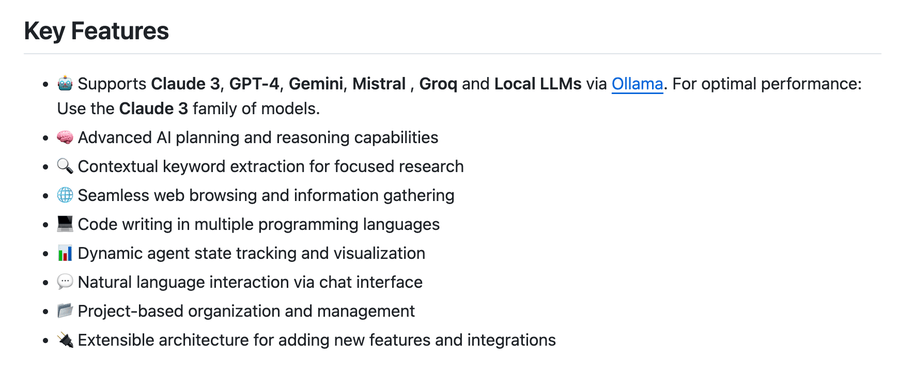 Key Features
🤖 Supports Claude 3, GPT-4, Gemini, Mistral , Groq and Local LLMs via Ollama. For optimal performance:
Use the Claude 3 family of models.
🧠 Advanced AI planning and reasoning capabilities
🔍 Contextual keyword extraction for focused research
🌐 Seamless web browsing and information gathering
💻 Code writing in multiple programming languages
📊 Dynamic agent state tracking and visualization
💬 Natural language interaction via chat interface
📂 Project-based organization and management
🔌 Extensible architecture for adding new features and integrations